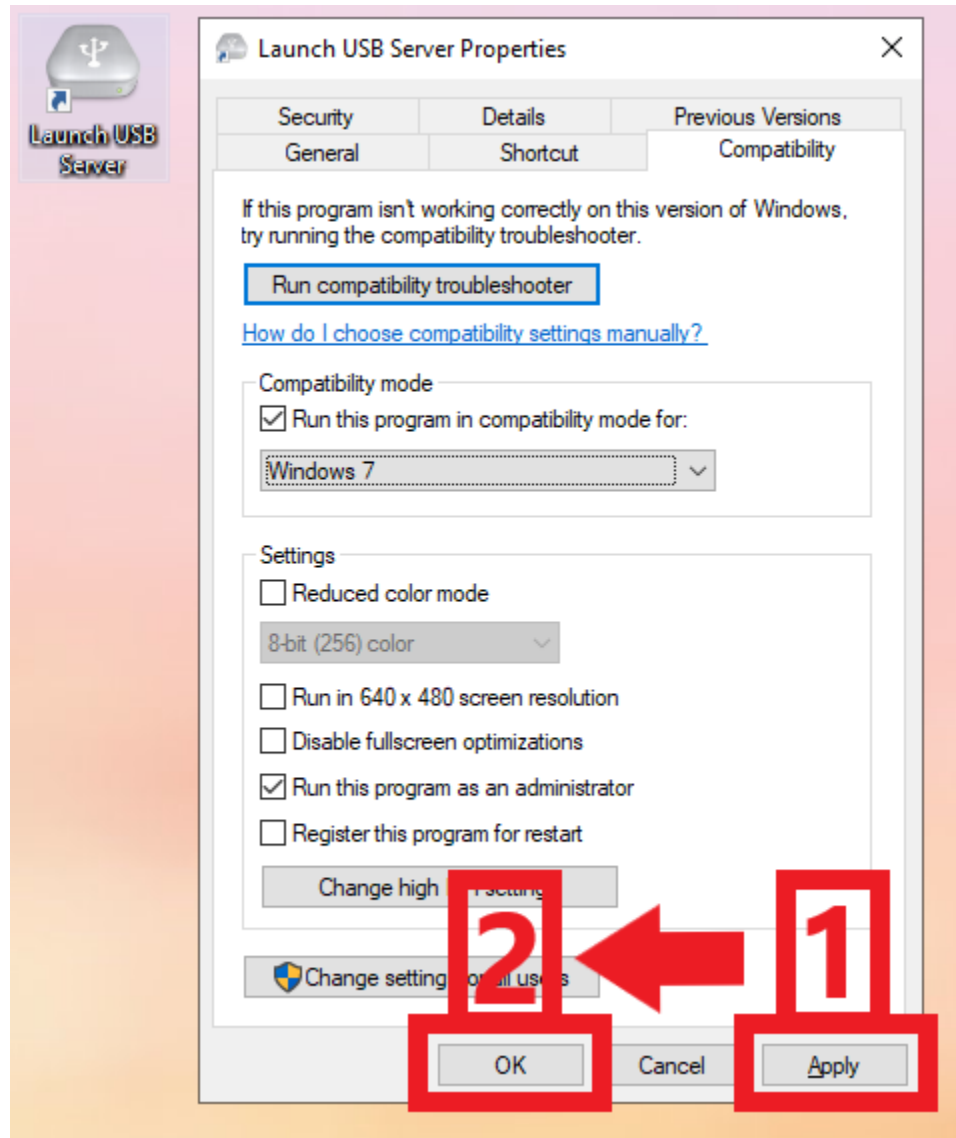 Launch USB
Server
Launch USB Server Properties
Security Details Previous Versions
General Shortcut Compatibility
If this program isn't working correctly on this version of Windows,
try running the compatibility troubleshooter.
Run compatibility troubleshooter
How do I choose compatibility settings manually?
Compatibility mode
Run this program in compatibility mode for:
Windows 7
Settings
Reduced color mode
8-bit (256) color
Run in 640 x 480 screen resolution
Disable fullscreen optimizations
Run this program as an administrator
Register this program for restart
Change high
2 1
Change
OK Cancel Apply